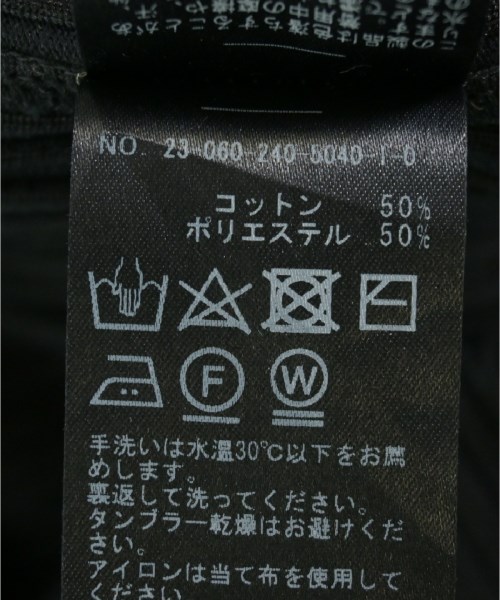 NO. 23-060-240-5040-1-0
コットン 50%
ポリエステル 50%
F
W
手洗いは水温30℃以下をお薦
めします。
裏返して洗ってください。
タンブラー乾燥はお避けくだ
さい。
アイロンは当て布を使用して
ください。